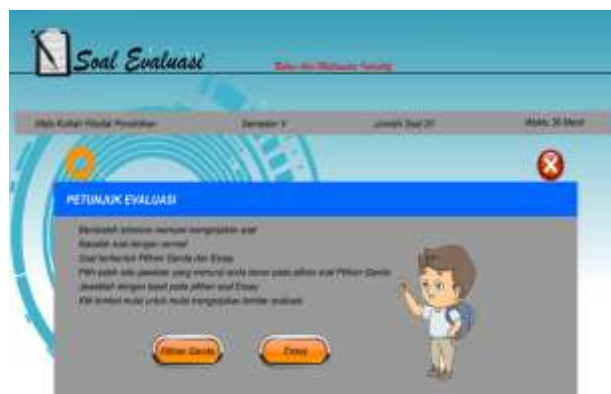 Soal Evaluasi
Mata Kuliah Filsafat Pendidikan Semester V Jumlah Soal 20 Waktu 30 Menit
PETUNJUK EVALUASI
Berdoalah sebelum memulai mengerjakan soal
Bacalah soal dengan cermat
Soal berbentuk Pilihan Ganda dan Essay
Pilih salah satu jawaban yang menurut anda benar pada pilihan soal Pilihan Ganda
Jawablah dengan tepat pada pilihan soal Essay
Klik tombol mulai untuk mulai mengerjakan lembar evaluasi
Pilihan Ganda Essay